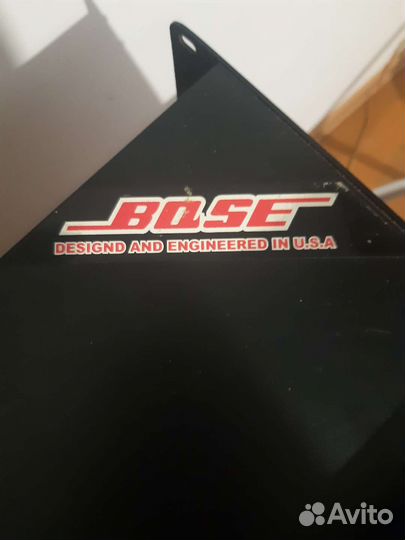 BOSE
DESIGND AND ENGINEERED IN U.S.A
Avito